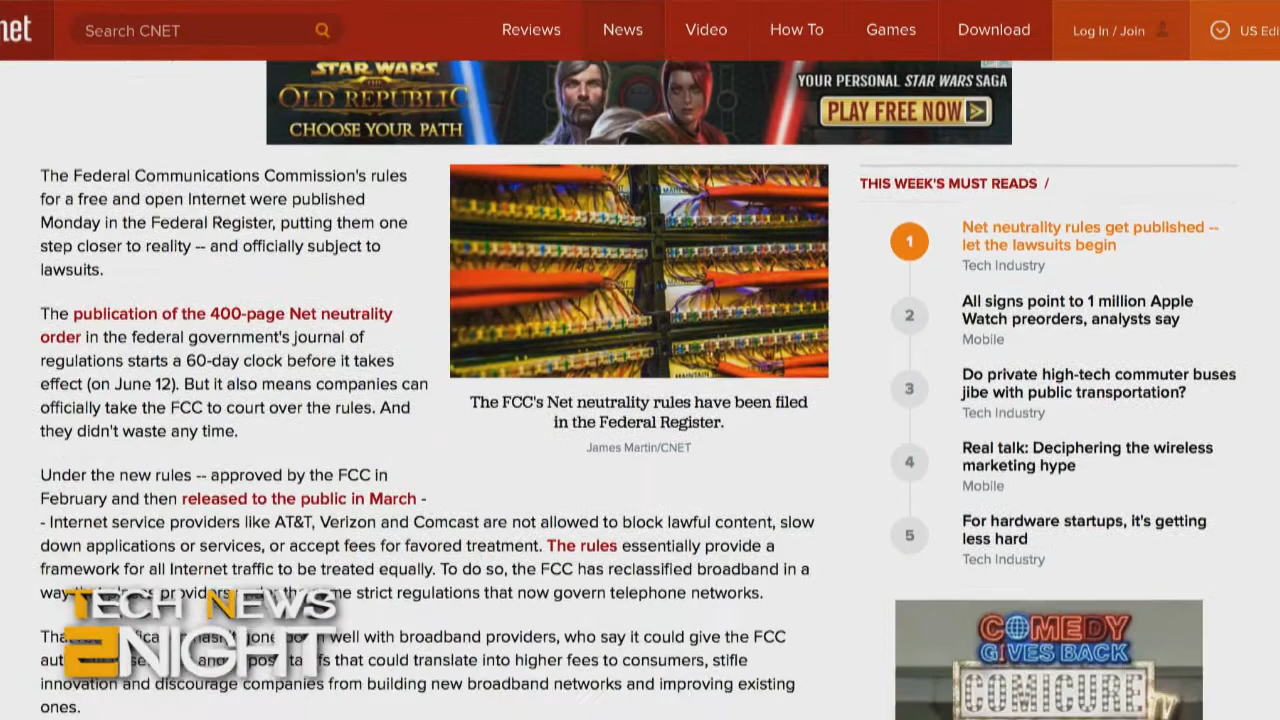 net
Search CNET
Reviews
News
Video
How To
Games
Download
Log In / Join
US Edi
STAR WARS
THE
OLD REPUBLIC
CHOOSE YOUR PATH
YOUR PERSONAL STAR WARS SAGA
PLAY FREE NOW
The Federal Communications Commission's rules
for a free and open Internet were published
Monday in the Federal Register, putting them one
step closer to reality -- and officially subject to
lawsuits.
The publication of the 400-page Net neutrality
order in the federal government's journal of
regulations starts a 60-day clock before it takes
effect (on June 12). But it also means companies can
officially take the FCC to court over the rules. And
they didn't waste any time.
Under the new rules -- approved by the FCC in
February and then released to the public in March -
- Internet service providers like AT&T, Verizon and Comcast are not allowed to block lawful content, slow
down applications or services, or accept fees for favored treatment. The rules essentially provide a
framework for all Internet traffic to be treated equally. To do so, the FCC has reclassified broadband in a
way providers strict regulations that now govern telephone networks.
well with broadband providers, who say it could give the FCC
that could translate into higher fees to consumers, stifle
innovation and discourage companies from building new broadband networks and improving existing
ones.
TECH NEWS
2NIGHT
MAINTAIN
The FCC's Net neutrality rules have been filed
in the Federal Register.
James Martin/CNET
THIS WEEK'S MUST READS /
1
Net neutrality rules get published --
let the lawsuits begin
Tech Industry
2
All signs point to 1 million Apple
Watch preorders, analysts say
Mobile
3
Do private high-tech commuter buses
jibe with public transportation?
Tech Industry
4
Real talk: Deciphering the wireless
marketing hype
Mobile
5
For hardware startups, it's getting
less hard
Tech Industry
COMEDY
GIVES BACK
COMICURE
TV